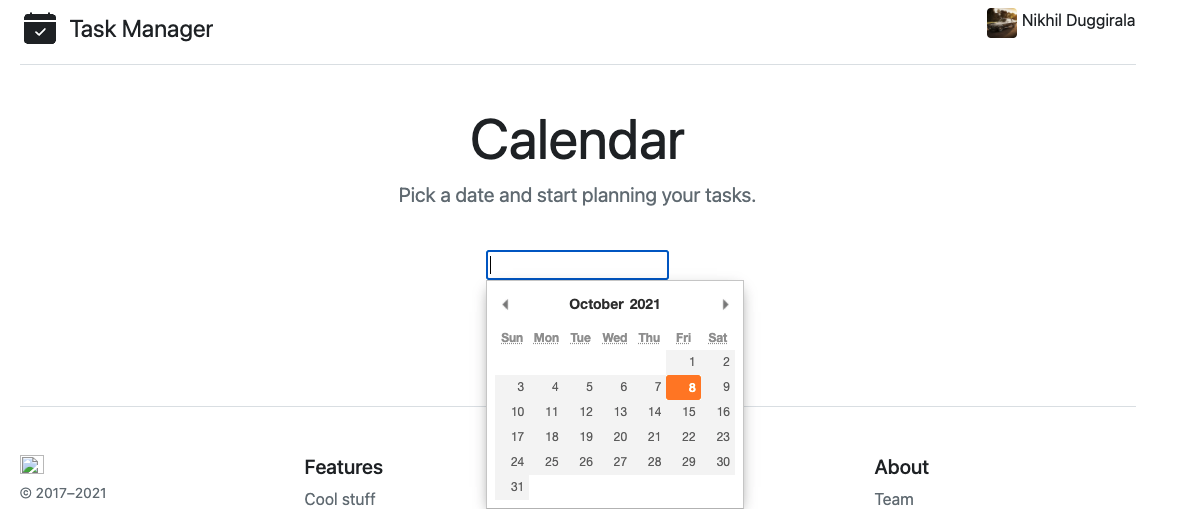 Task Manager
Nikhil Duggirala
Calendar
Pick a date and start planning your tasks.
October 2021
Sun Mon Tue Wed Thu Fri Sat
1 2
3 4 5 6 7 8 9
10 11 12 13 14 15 16
17 18 19 20 21 22 23
24 25 26 27 28 29 30
31
© 2017–2021
Features
Cool stuff
About
Team